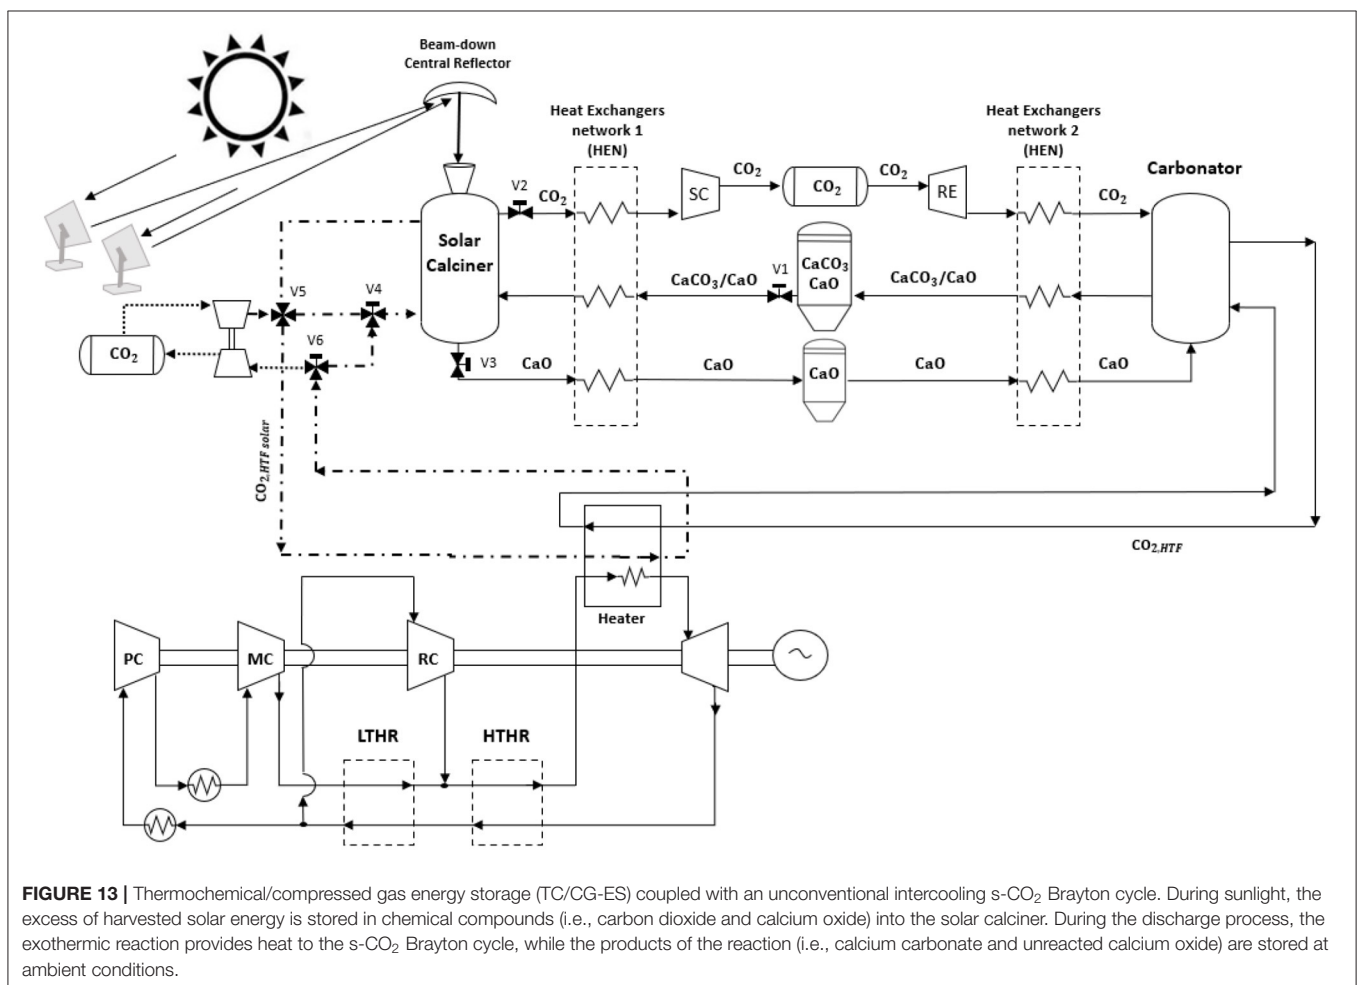 Beam-down
Central Reflector
Heat Exchangers
network 1
(HEN)
Heat Exchangers
network 2
(HEN)
Carbonator
V2
CO₂
SC
CO₂
CO₂
CO₂
RE
CO₂
Solar
Calciner
CaCO₃
CaO
V1
CaCO₃/CaO
CaCO₃/CaO
V5
V4
V6
CO₂
V3
CaO
CaO
CaO
CaO
CaO
CO₂,HTF solar
CO₂,HTF
Heater
PC
MC
RC
LTHR
HTHR
FIGURE 13 | Thermochemical/compressed gas energy storage (TC/CG-ES) coupled with an unconventional intercooling s-CO₂ Brayton cycle. During sunlight, the
excess of harvested solar energy is stored in chemical compounds (i.e., carbon dioxide and calcium oxide) into the solar calciner. During the discharge process, the
exothermic reaction provides heat to the s-CO₂ Brayton cycle, while the products of the reaction (i.e., calcium carbonate and unreacted calcium oxide) are stored at
ambient conditions.